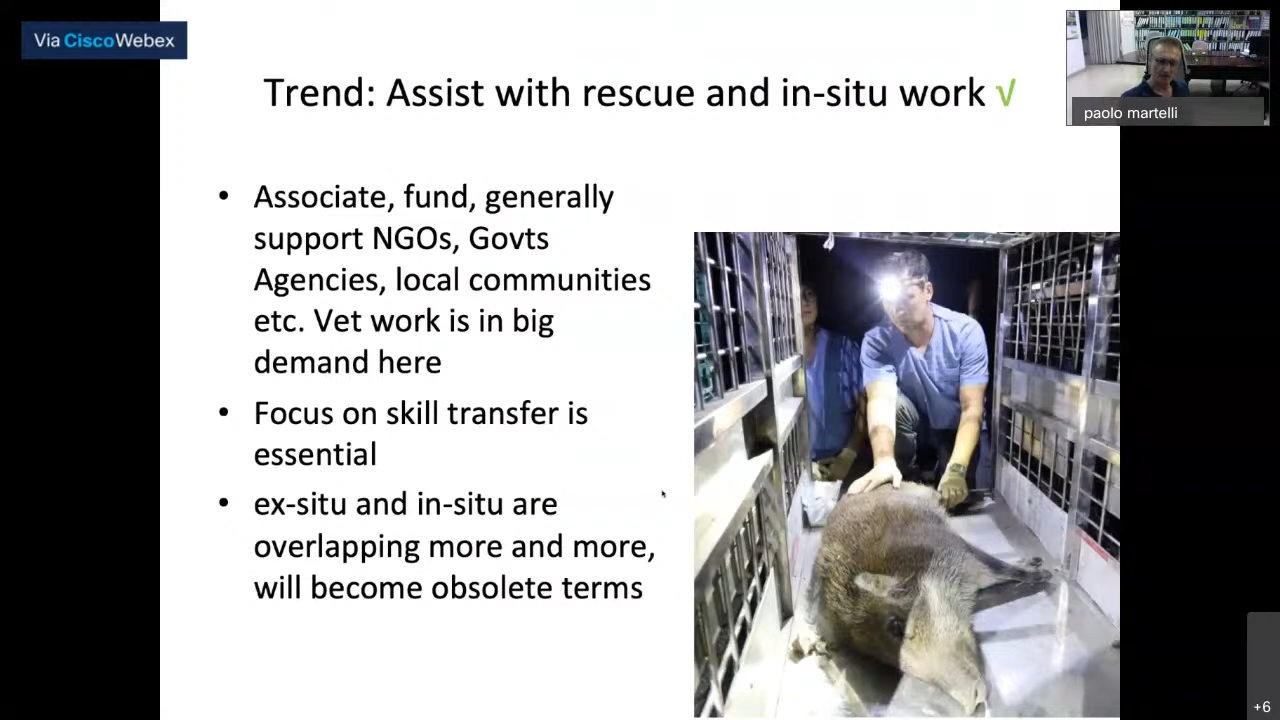 Via CiscoWebex
Trend: Assist with rescue and in-situ work √
paolo martelli
• Associate, fund, generally
support NGOs, Govts
Agencies, local communities
etc. Vet work is in big
demand here
• Focus on skill transfer is
essential
• ex-situ and in-situ are
overlapping more and more,
will become obsolete terms
+6